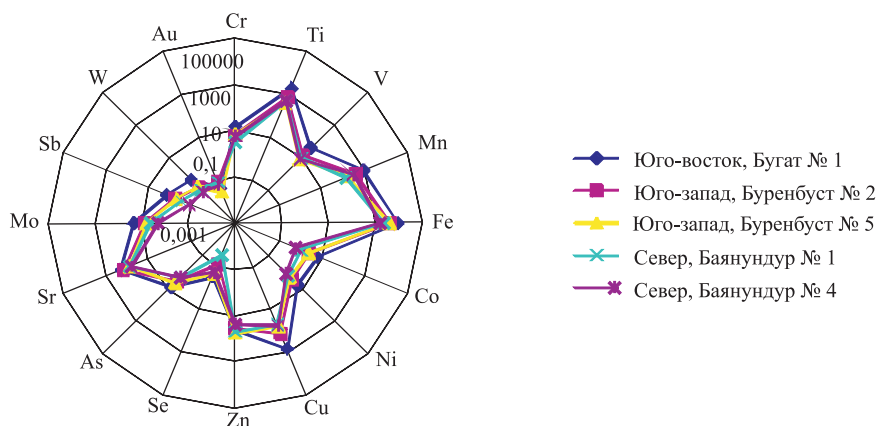 Cr
Ti
V
Mn
Fe
Co
Ni
Cu
Zn
Se
As
Sr
Mo
Sb
W
Au
100000
1000
10
0,1
0,001
Юго-восток, Бугат № 1
Юго-запад, Буренбуст № 2
Юго-запад, Буренбуст № 5
Север, Баянундур № 1
Север, Баянундур № 4